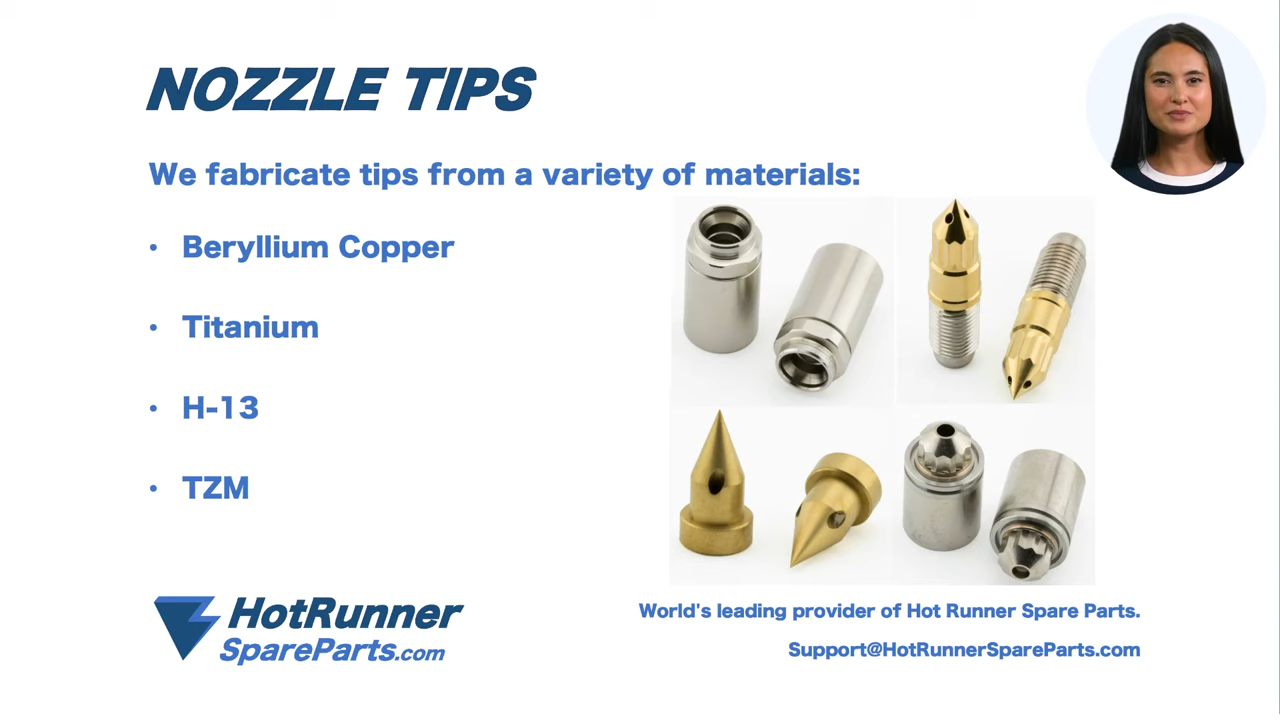 NOZZLE TIPS
We fabricate tips from a variety of materials:
• Beryllium Copper
• Titanium
• H-13
• TZM
HotRunner
SpareParts.com
World's leading provider of Hot Runner Spare Parts.
Support@HotRunnerSpareParts.com